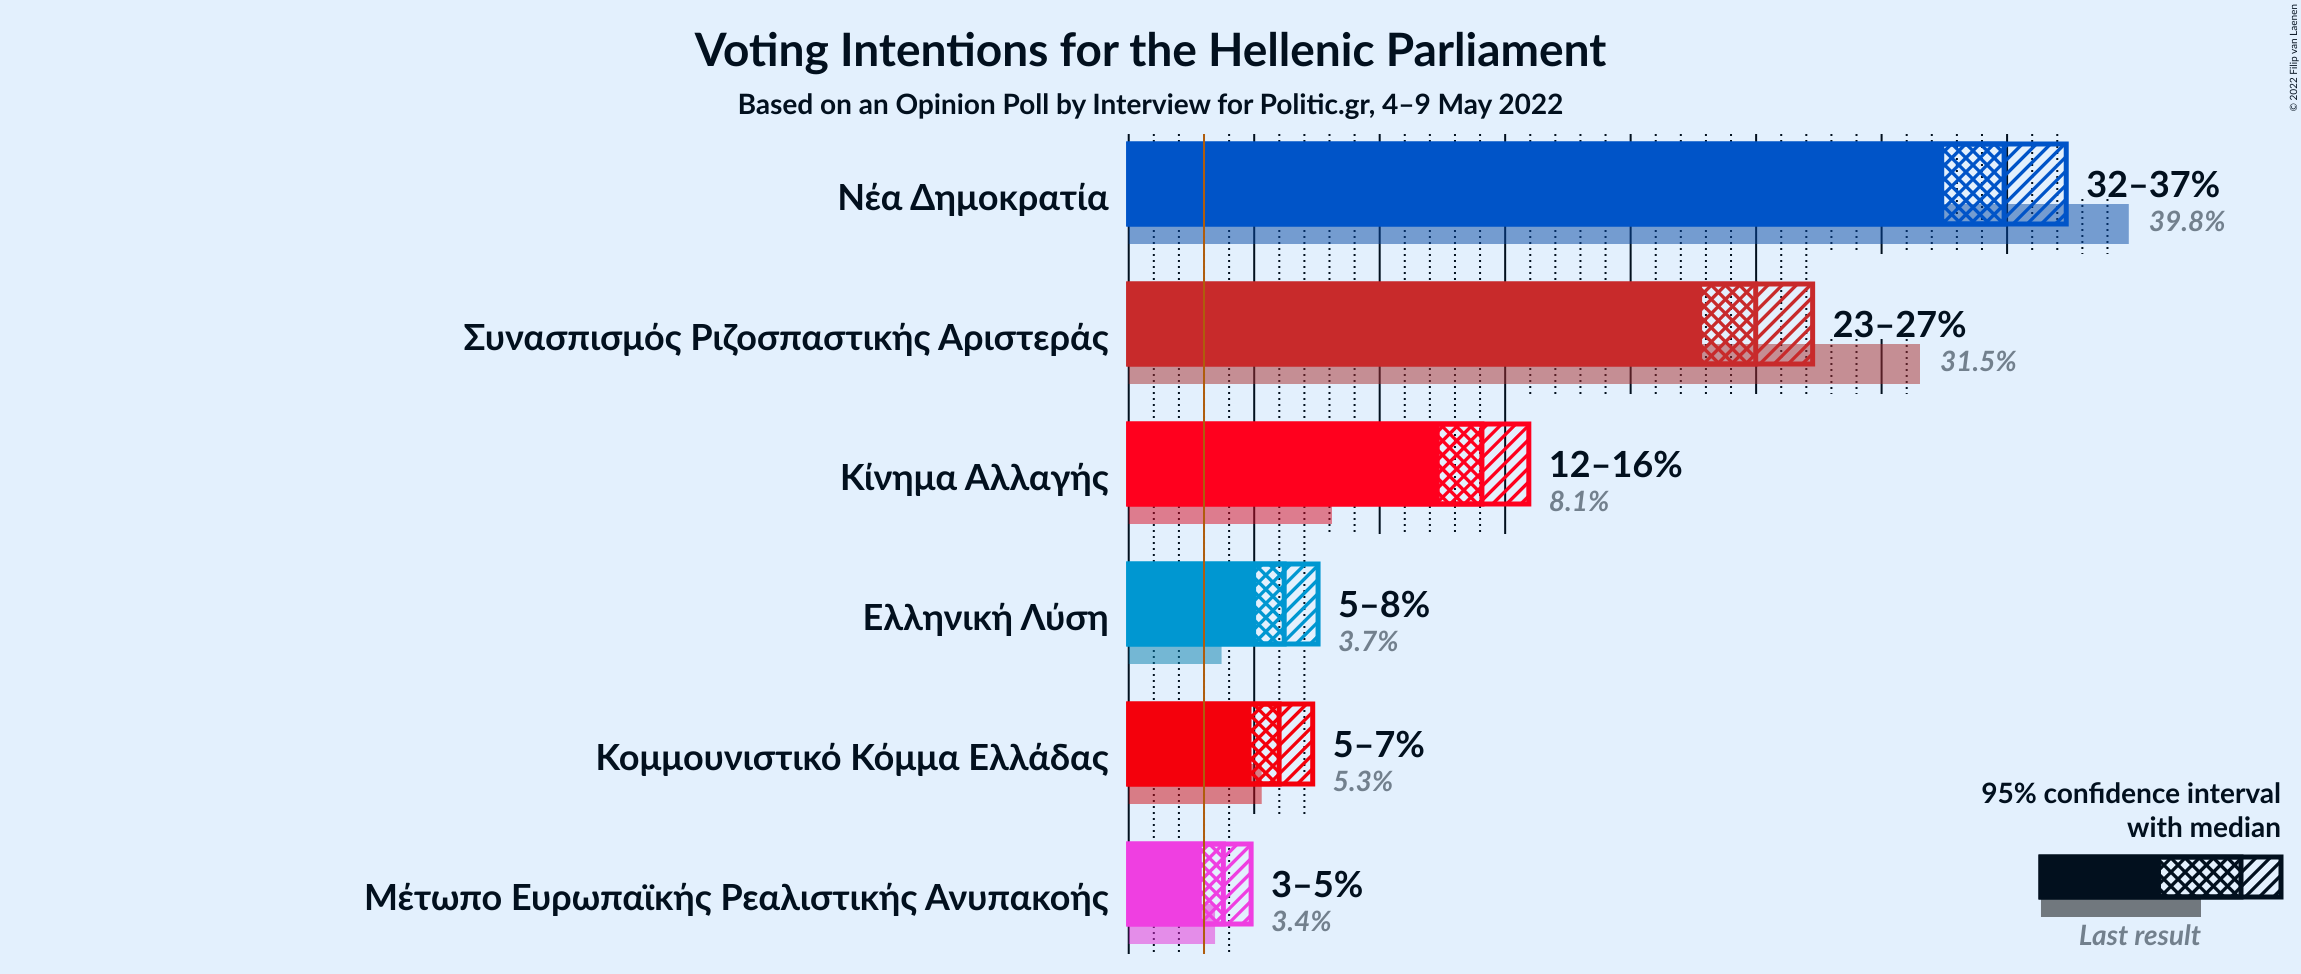 Voting Intentions for the Hellenic Parliament
Based on an Opinion Poll by Interview for Politic.gr, 4–9 May 2022
© 2022 Filip van Laenen
Νέα Δημοκρατία
32–37%
39.8%
Συνασπισμός Ριζοσπαστικής Αριστεράς
23–27%
31.5%
Κίνημα Αλλαγής
12–16%
8.1%
Ελληνική Λύση
5–8%
3.7%
Κομμουνιστικό Κόμμα Ελλάδας
5–7%
5.3%
Μέτωπο Ευρωπαϊκής Ρεαλιστικής Ανυπακοής
3–5%
3.4%
95% confidence interval
with median
Last result